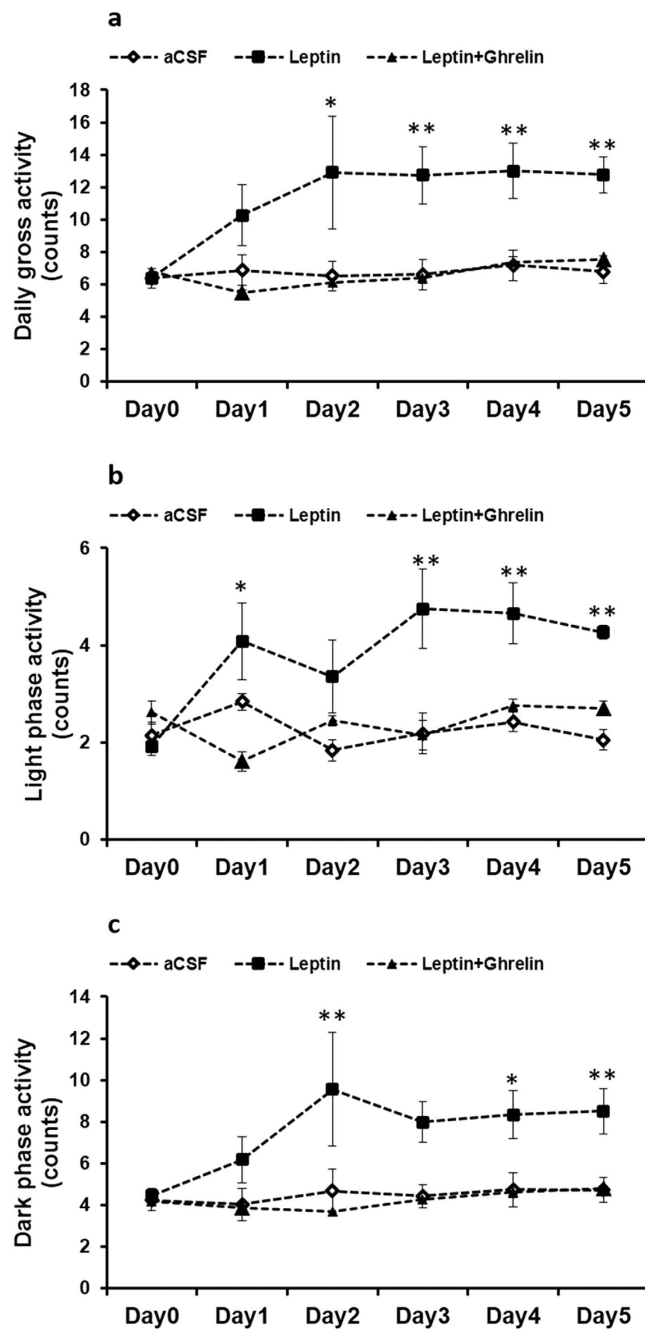 a
aCSF Leptin Leptin+Ghrelin
Daily gross activity
(counts)
18
16
14
12
10
8
6
4
2
0
* ** ** **
Day0 Day1 Day2 Day3 Day4 Day5
b
aCSF Leptin Leptin+Ghrelin
Light phase activity
(counts)
6
4
2
0
* ** ** **
Day0 Day1 Day2 Day3 Day4 Day5
c
aCSF Leptin Leptin+Ghrelin
Dark phase activity
(counts)
14
12
10
8
6
4
2
0
** * **
Day0 Day1 Day2 Day3 Day4 Day5